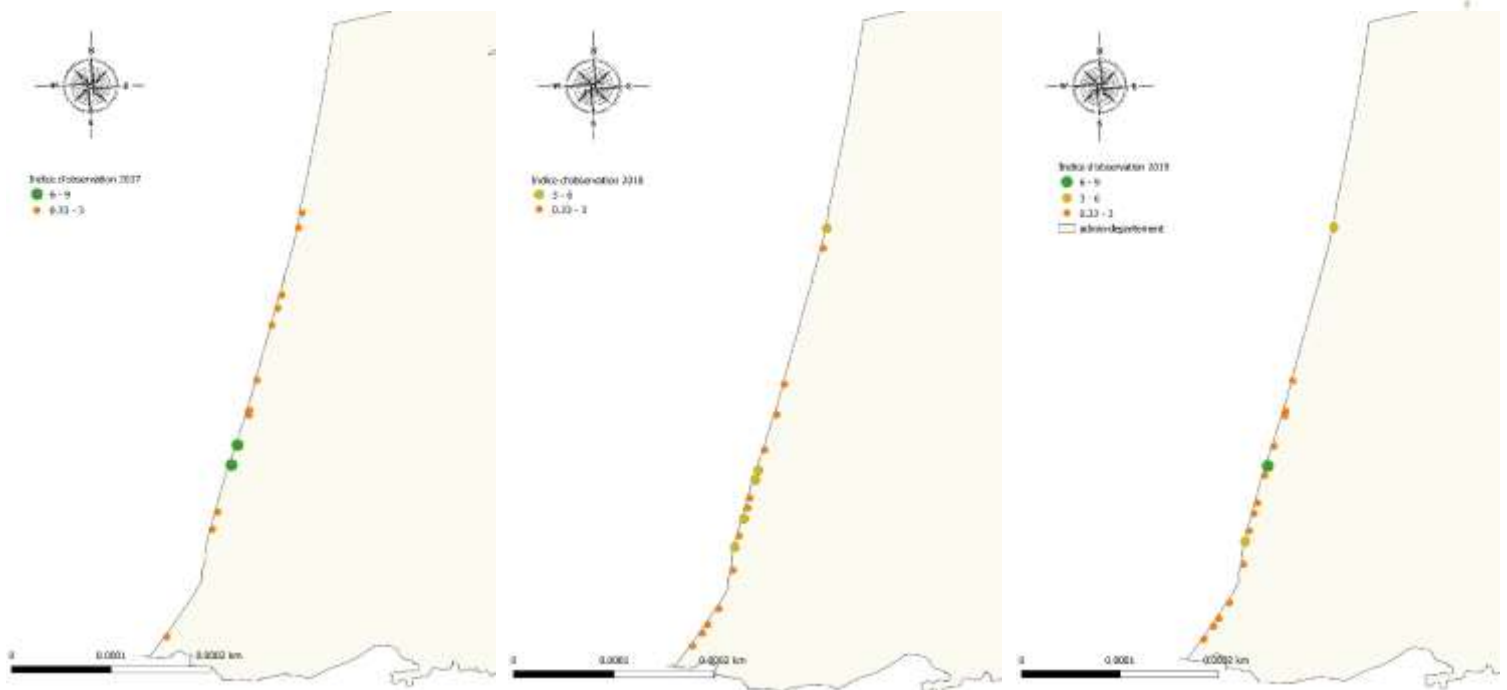 N
S
Indice d'observation 2017
6 - 9
0.33 - 3
0
0.0001
0.0002 km
N
S
Indice d'observation 2018
3 - 6
0.33 - 3
0
0.0001
0.0002 km
N
S
Indice d'observation 2019
6 - 9
3 - 6
0.33 - 3
admin-departement
0
0.0001
0.0002 km